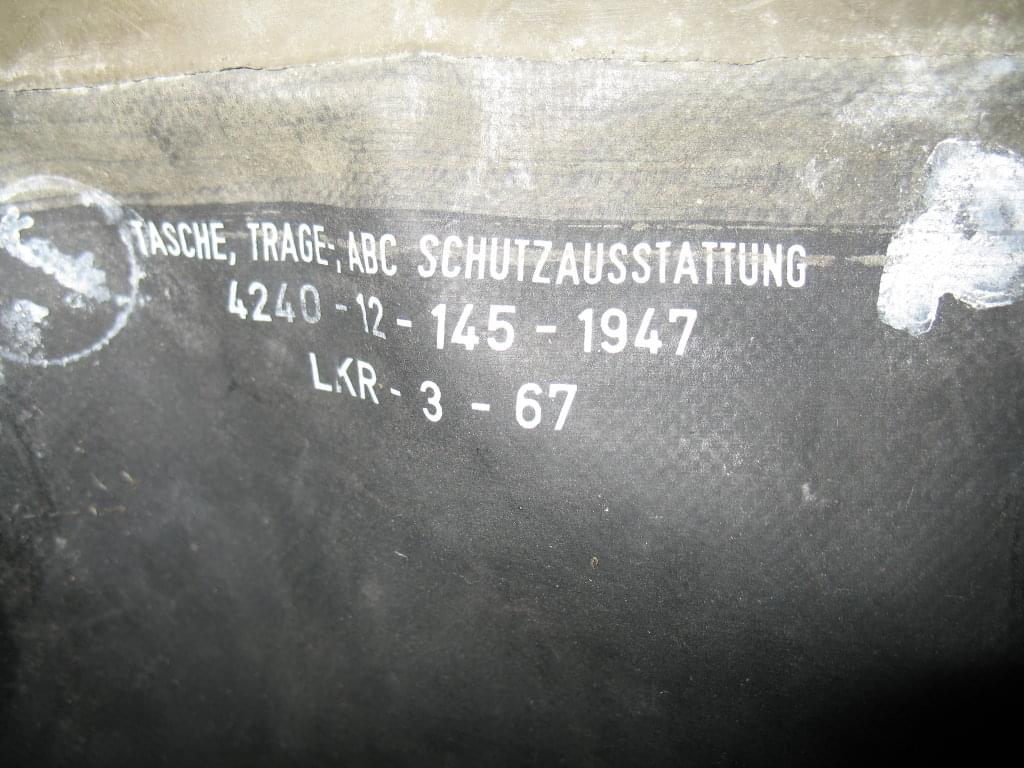 TASCHE, TRAGE-, ABC SCHUTZAUSSTATTUNG
4240-12-145-1947
LKR-3-67